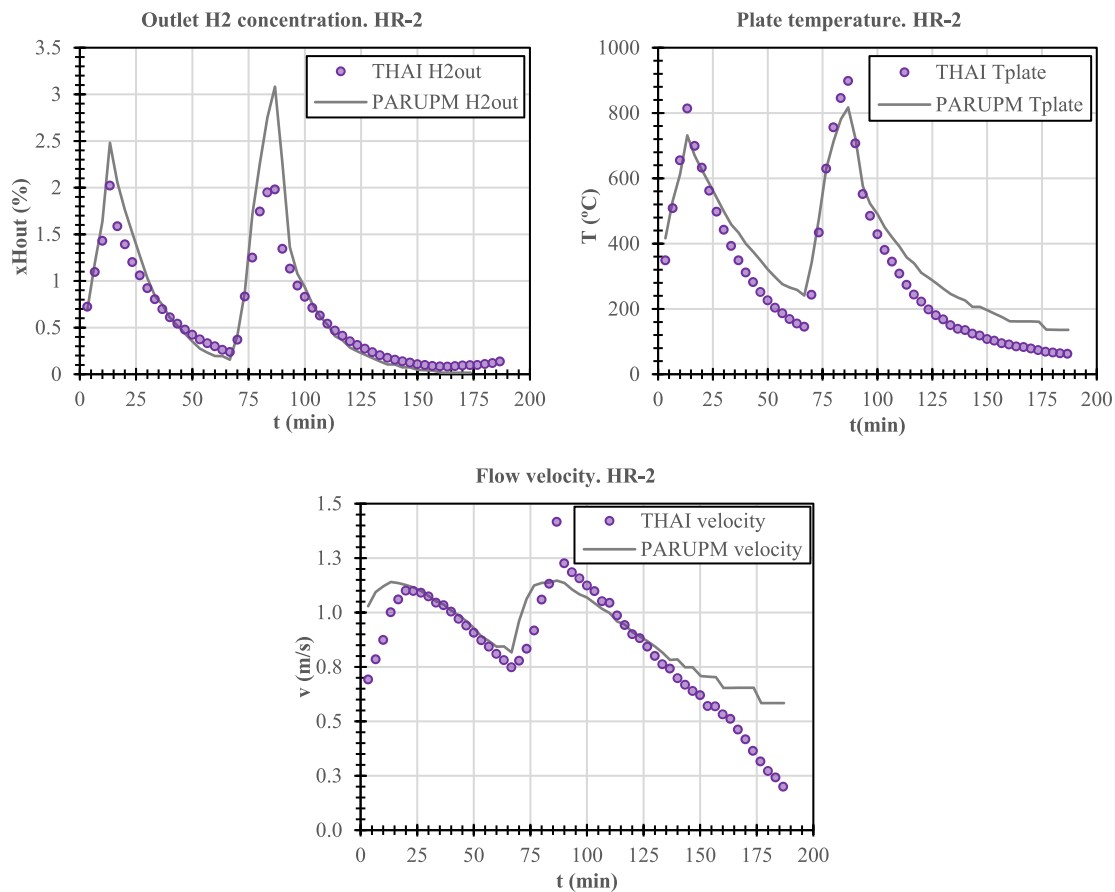 Outlet H2 concentration. HR-2
3.5
3
2.5
2
1.5
1
0.5
0
xHout (%)
THAI H2out
PARUPM H2out
0 25 50 75 100 125 150 175 200
t (min)
Plate temperature. HR-2
1000
800
600
400
200
0
T (ºC)
THAI Tplate
PARUPM Tplate
0 25 50 75 100 125 150 175 200
t(min)
Flow velocity. HR-2
1.5
1.3
1.0
0.8
0.5
0.3
0.0
v (m/s)
THAI velocity
PARUPM velocity
0 25 50 75 100 125 150 175 200
t (min)